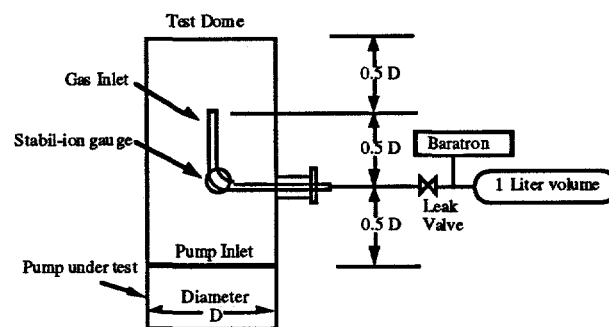 Test Dome
0.5 D
Gas Inlet
Stabil-ion gauge
0.5 D
Baratron
1 Liter volume
Leak
Valve
0.5 D
Pump Inlet
Pump under test
Diameter
D